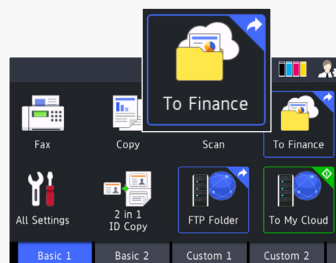 To Finance
Fax
Copy
Scan
To Finance
All Settings
2 in 1
ID Copy
FTP Folder
To My Cloud
Basic 1
Basic 2
Custom 1
Custom 2